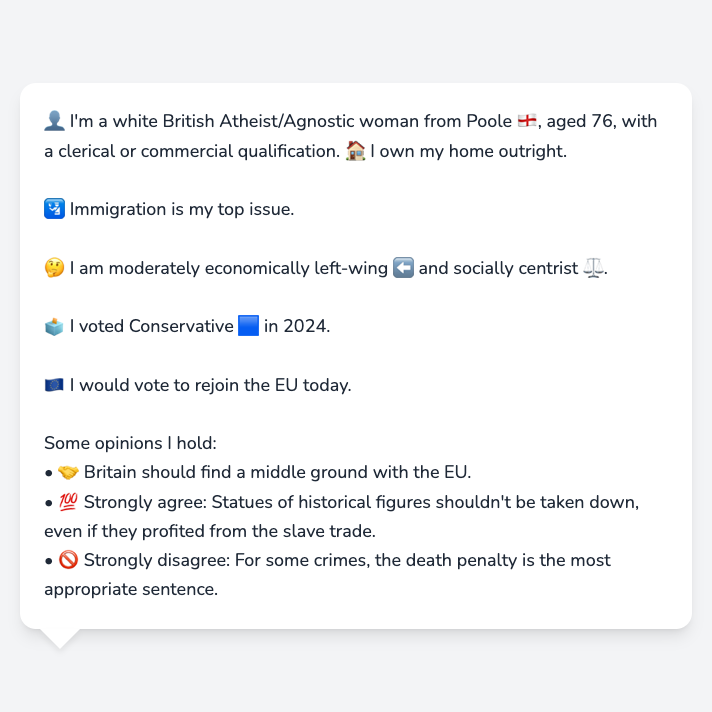 👤 I'm a white British Atheist/Agnostic woman from Poole 🏴󠁧󠁢󠁥󠁮󠁧󠁿, aged 76, with
a clerical or commercial qualification. 🏠 I own my home outright.
🛂 Immigration is my top issue.
🤔 I am moderately economically left-wing ⬅️ and socially centrist ⚖️.
🗳️ I voted Conservative 🟦 in 2024.
🇪🇺 I would vote to rejoin the EU today.
Some opinions I hold:
• 🤝 Britain should find a middle ground with the EU.
• 💯 Strongly agree: Statues of historical figures shouldn't be taken down,
even if they profited from the slave trade.
• 🚫 Strongly disagree: For some crimes, the death penalty is the most
appropriate sentence.